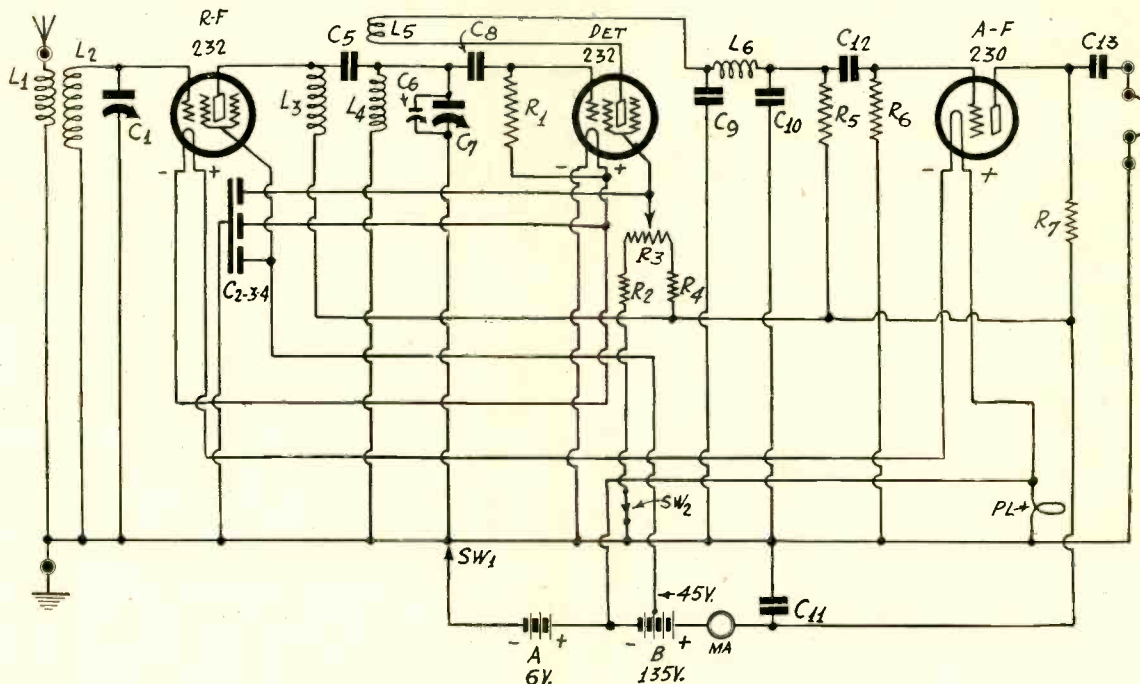 R-F
232
L1
L2
C1
- +
C2-3-4
L3
C5
L4
L5
C6
C7
C8
R1
DET
232
- +
R3
R2
R4
SW2
C9
L6
C10
R5
C12
R6
A-F
230
- +
C13
R7
PL
SW1
- +
A
6V.
45V.
- +
B
135V.
MA
C11